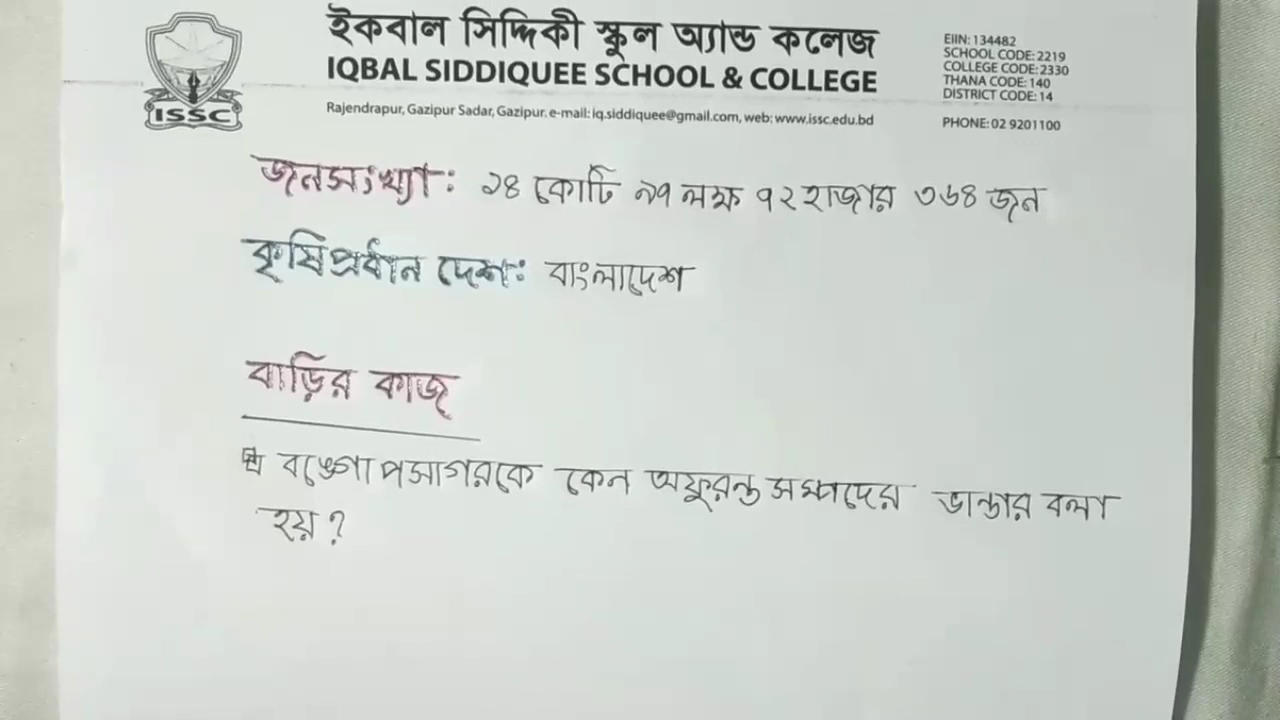 ইকবাল সিদ্দিকী স্কুল অ্যান্ড কলেজ
IQBAL SIDDIQUEE SCHOOL & COLLEGE
Rajendrapur, Gazipur Sadar, Gazipur. e-mail: iq.siddiquee@gmail.com, web: www.issc.edu.bd
ISSC
EIIN: 134482
SCHOOL CODE: 2219
COLLEGE CODE: 2330
THANA CODE: 140
DISTRICT CODE: 14
PHONE: 02 9201100
জনসংখ্যা: ১৪ কোটি ৯৭ লক্ষ ৭২ হাজার ৩৬৪ জন
কৃষিপ্রধান দেশ: বাংলাদেশ
বাড়ির কাজ
বঙ্গোপসাগরকে কেন অফুরন্ত সম্পদের ভান্ডার বলা
হয়?